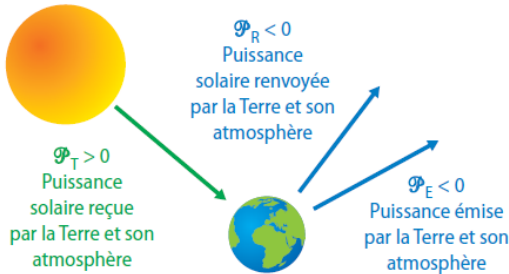 𝒫R < 0
Puissance
solaire renvoyée
par la Terre et son
atmosphère
𝒫T > 0
Puissance
solaire reçue
par la Terre et son
atmosphère
𝒫E < 0
Puissance émise
par la Terre et son
atmosphère